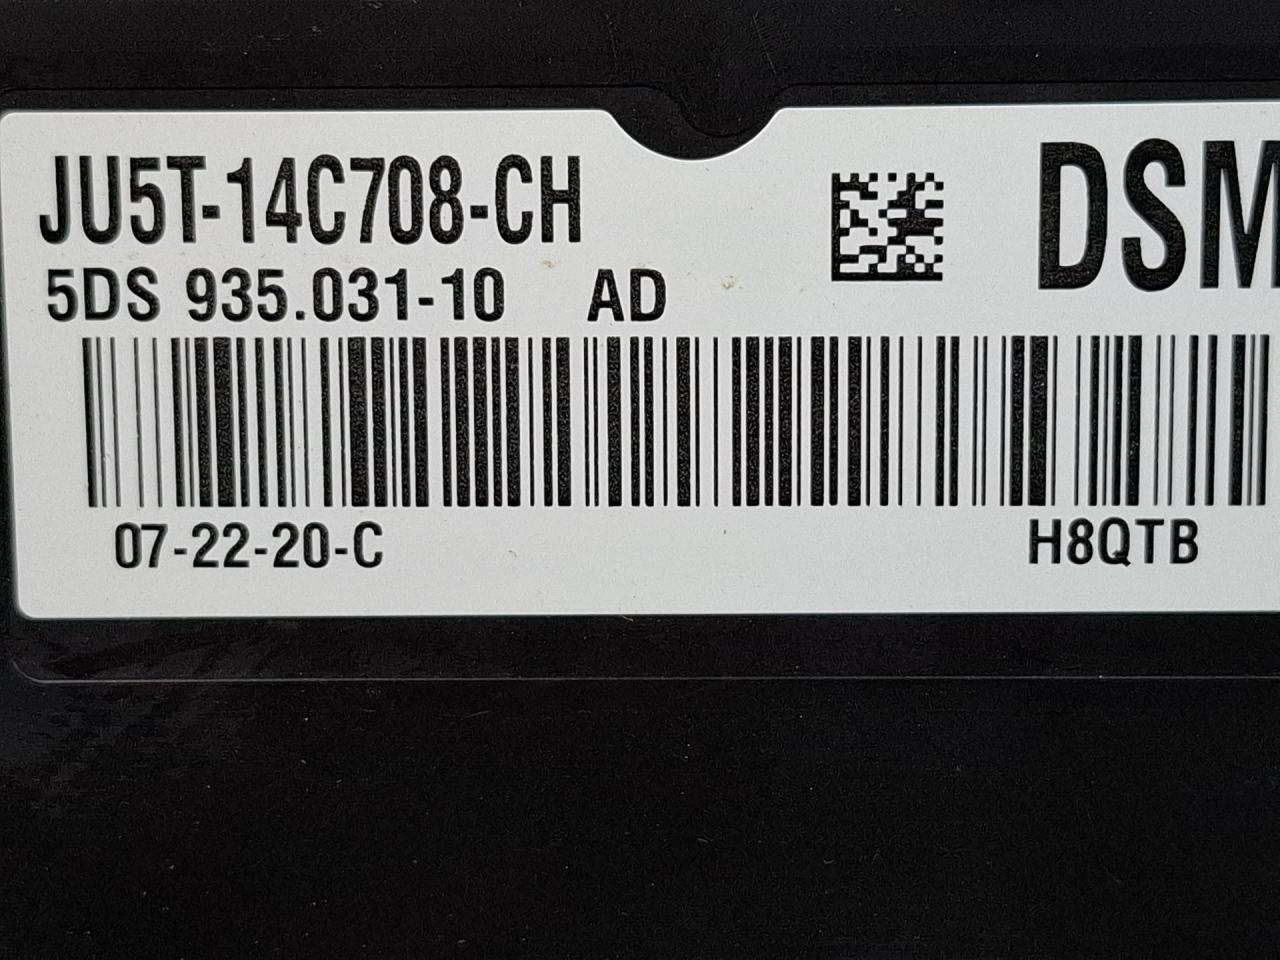 JU5T-14C708-CH
DSM
5DS 935.031-10 AD
07-22-20-C
H8QTB